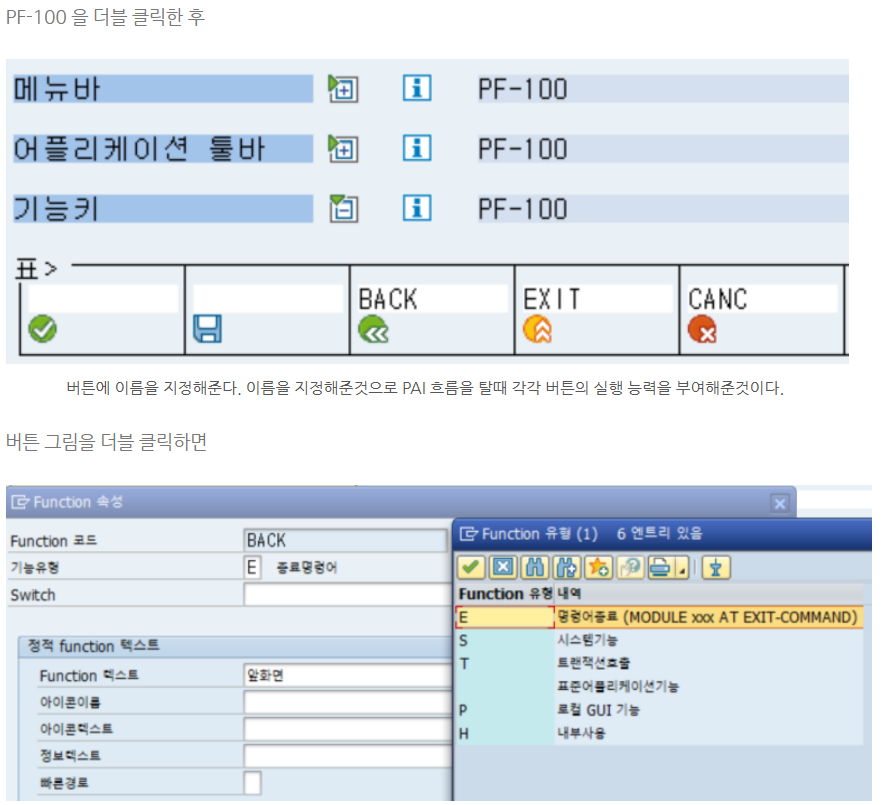 PF-100 을 더블 클릭한 후
메뉴바 PF-100
어플리케이션 툴바 PF-100
기능키 PF-100
표>
BACK EXIT CANC
버튼에 이름을 지정해준다. 이름을 지정해준것으로 PAI 흐름을 탈때 각각 버튼의 실행 능력을 부여해준것이다.
버튼 그림을 더블 클릭하면
Function 속성
Function 코드 BACK
기능유형 E 종료명령어
Switch
정적 function 텍스트
Function 텍스트 앞화면
아이콘이름
아이콘텍스트
정보텍스트
빠른경로
Function 유형 (1) 6 엔트리 있음
Function 유형 내역
E 명령어종료 (MODULE xxx AT EXIT-COMMAND)
S 시스템기능
T 트랜잭션호출
표준어플리케이션기능
P 로컬 GUI 기능
H 내부사용